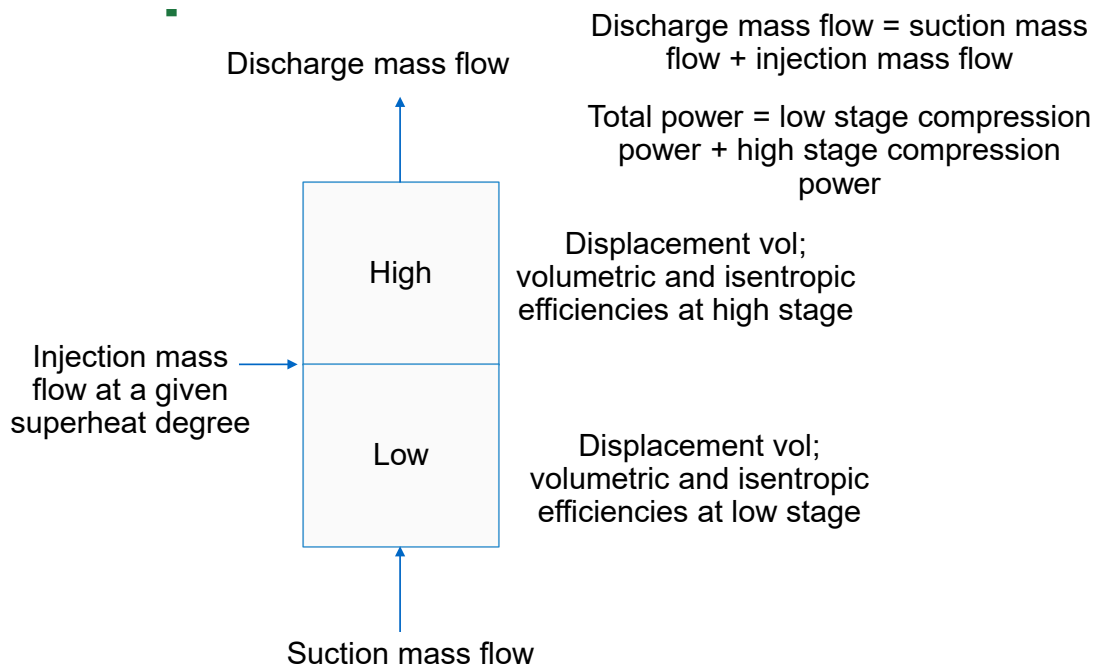 Discharge mass flow = suction mass
flow + injection mass flow
Discharge mass flow
Total power = low stage compression
power + high stage compression
power
High
Displacement vol;
volumetric and isentropic
efficiencies at high stage
Injection mass
flow at a given
superheat degree
Low
Displacement vol;
volumetric and isentropic
efficiencies at low stage
Suction mass flow